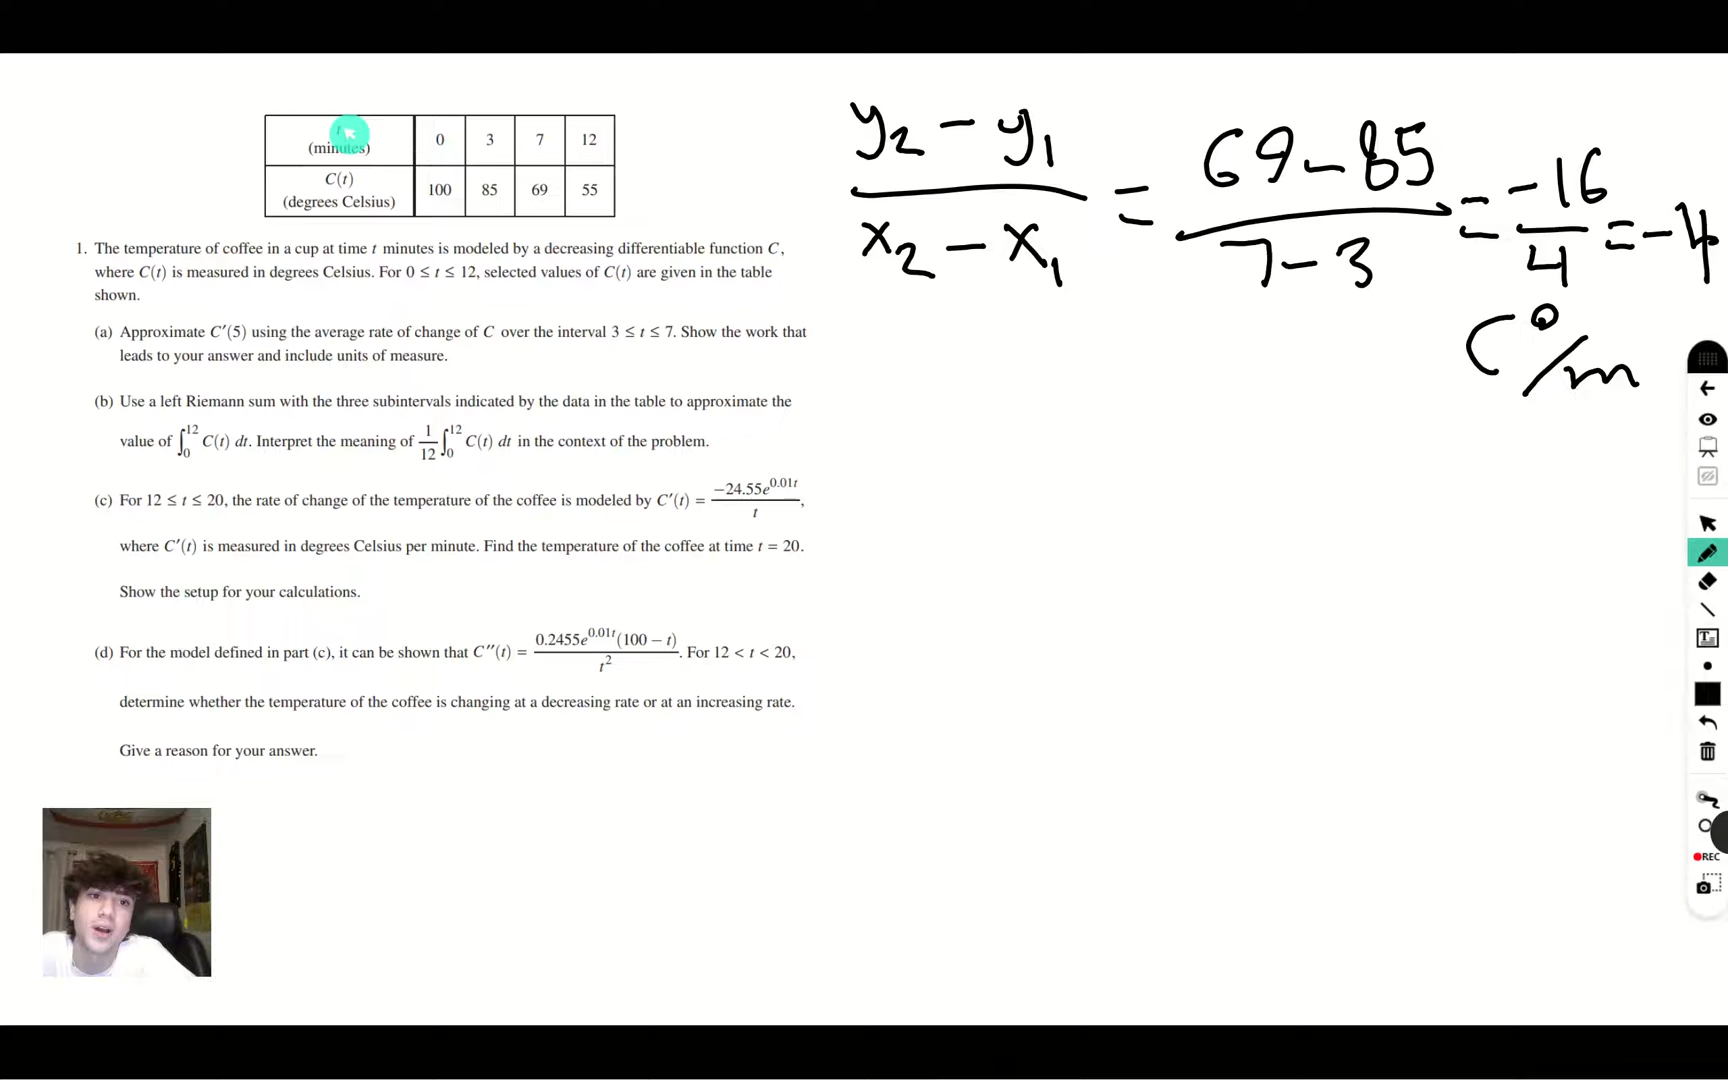 t 0 3 7 12
(minutes)
C(t) 100 85 69 55
(degrees Celsius)
1. The temperature of coffee in a cup at time t minutes is modeled by a decreasing differentiable function C,
where C(t) is measured in degrees Celsius. For 0 ≤ t ≤ 12, selected values of C(t) are given in the table
shown.
(a) Approximate C′(5) using the average rate of change of C over the interval 3 ≤ t ≤ 7. Show the work that
leads to your answer and include units of measure.
(b) Use a left Riemann sum with the three subintervals indicated by the data in the table to approximate the
value of ∫₀¹² C(t) dt. Interpret the meaning of 1/12 ∫₀¹² C(t) dt in the context of the problem.
(c) For 12 ≤ t ≤ 20, the rate of change of the temperature of the coffee is modeled by C′(t) = −24.55e^0.01t / t,
where C′(t) is measured in degrees Celsius per minute. Find the temperature of the coffee at time t = 20.
Show the setup for your calculations.
(d) For the model defined in part (c), it can be shown that C″(t) = 0.2455e^0.01t(100 − t) / t². For 12 < t < 20,
determine whether the temperature of the coffee is changing at a decreasing rate or at an increasing rate.
Give a reason for your answer.
y₂ − y₁ / x₂ − x₁ = 69 − 85 / 7 − 3 = −16 / 4 = −4
C°/m
REC